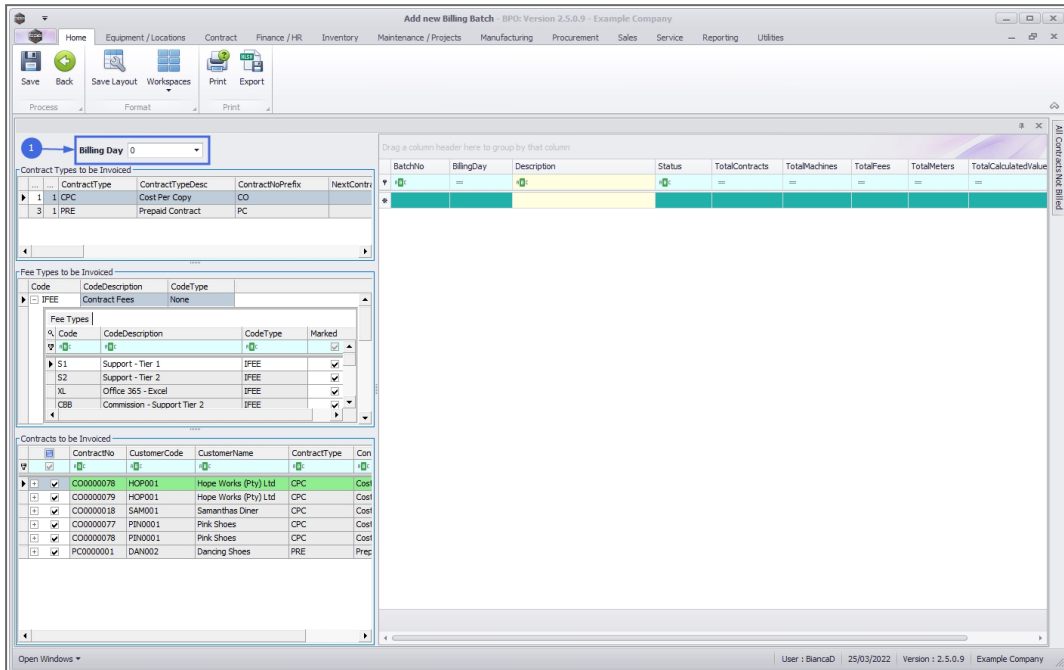 Add new Billing Batch - BPO: Version 2.5.0.9 - Example Company
Home Equipment / Locations Contract Finance / HR Inventory Maintenance / Projects Manufacturing Procurement Sales Service Reporting Utilities
Save Back Save Layout Workspaces Print Export
Process Format Print
1 Billing Day 0
Contract Types to be Invoiced
... ... ContractType ContractTypeDesc ContractNoPrefix NextContra
1 1 CPC Cost Per Copy CO
3 1 PRE Prepaid Contract PC
Fee Types to be Invoiced
Code CodeDescription CodeType
IFEE Contract Fees None
Fee Types
Code CodeDescription CodeType Marked
S1 Support - Tier 1 IFEE
S2 Support - Tier 2 IFEE
XL Office 365 - Excel IFEE
CBB Commission - Support Tier 2 IFEE
Contracts to be Invoiced
ContractNo CustomerCode CustomerName ContractType Con
CO0000078 HOP001 Hope Works (Pty) Ltd CPC Cost
CO0000079 HOP001 Hope Works (Pty) Ltd CPC Cost
CO0000018 SAM001 Samanthas Diner CPC Cost
CO0000077 PIN0001 Pink Shoes CPC Cost
CO0000078 PIN0001 Pink Shoes CPC Cost
PC0000001 DAN002 Dancing Shoes PRE Prep
Drag a column header here to group by that column
BatchNo BillingDay Description Status TotalContracts TotalMachines TotalFees TotalMeters TotalCalculatedValue
All Contracts Not Billed
Open Windows
User : BiancaD 25/03/2022 Version : 2.5.0.9 Example Company